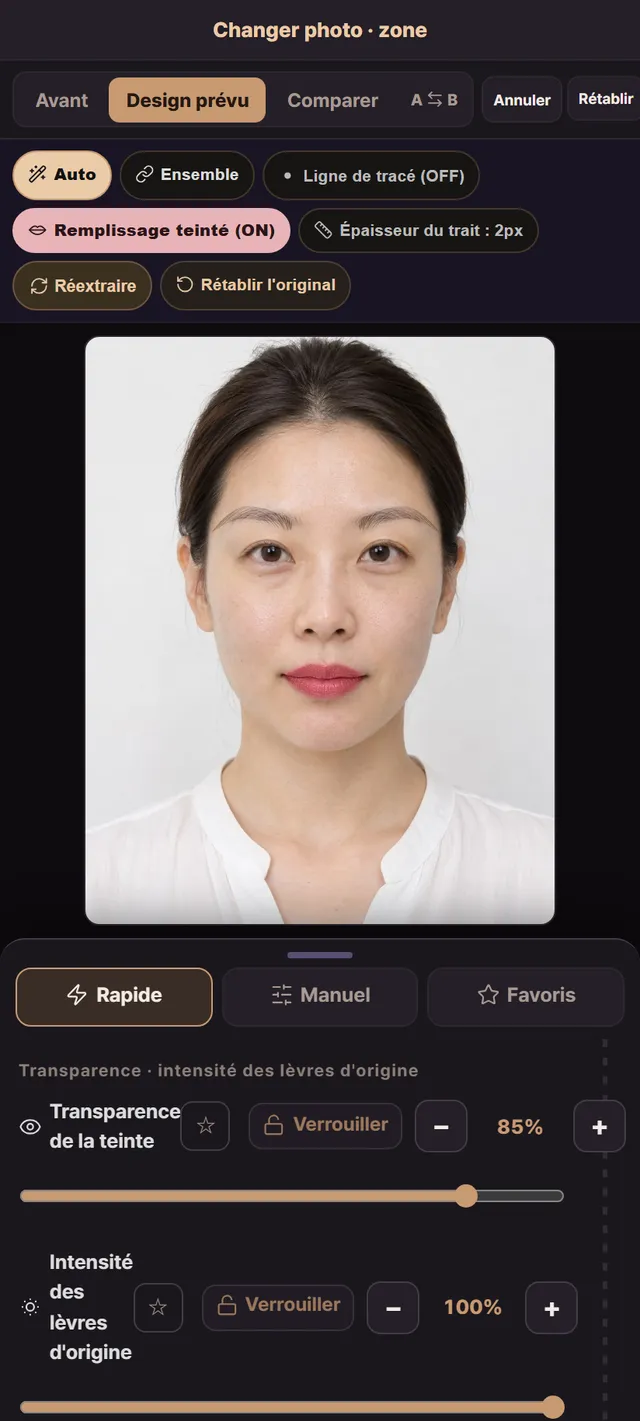 Changer photo · zone
Avant Design prévu Comparer A ⇆ B Annuler Rétablir
Auto Ensemble Ligne de tracé (OFF)
Remplissage teinté (ON) Épaisseur du trait : 2px
Réextraire Rétablir l'original
Rapide Manuel Favoris
Transparence · intensité des lèvres d'origine
Transparence
de la teinte
☆ Verrouiller − 85% +
Intensité
des
lèvres
d'origine
☆ Verrouiller − 100% +